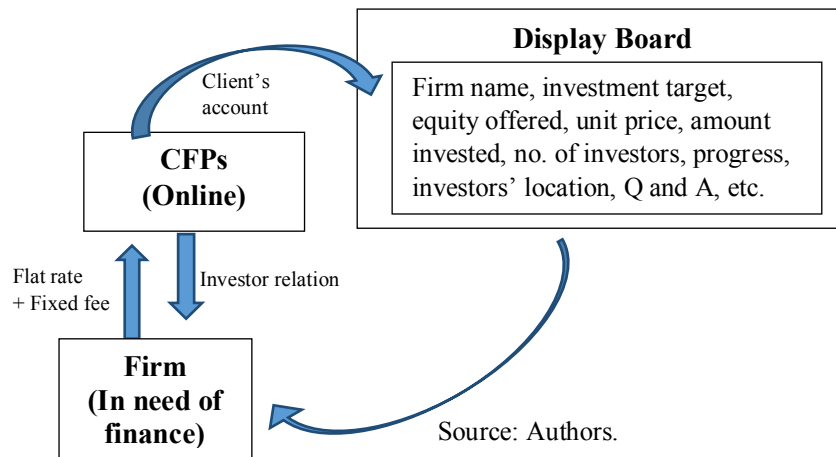 Display Board
Firm name, investment target,
equity offered, unit price, amount
invested, no. of investors, progress,
investors’ location, Q and A, etc.
Client’s
account
CFPs
(Online)
Flat rate
+ Fixed fee
Investor relation
Firm
(In need of
finance)
Source: Authors.